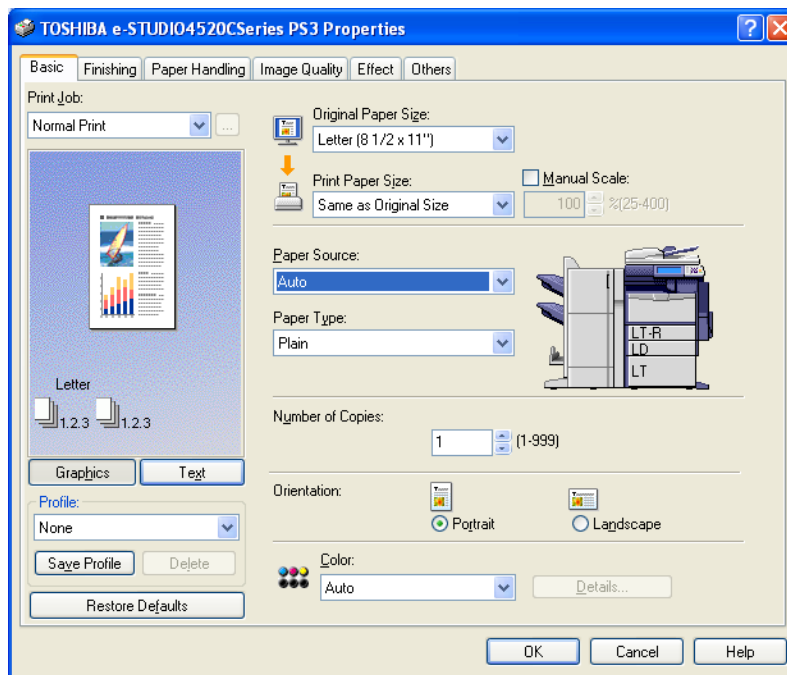 TOSHIBA e-STUDIO4520CSeries PS3 Properties
Basic Finishing Paper Handling Image Quality Effect Others
Print Job:
Normal Print
...
Letter
1.2.3 1.2.3
Graphics Text
Profile:
None
Save Profile Delete
Restore Defaults
Original Paper Size:
Letter (8 1/2 x 11")
Print Paper Size:
Same as Original Size
Manual Scale:
100 %(25-400)
Paper Source:
Auto
Paper Type:
Plain
LT-R
LD
LT
Number of Copies:
1 (1-999)
Orientation:
Portrait Landscape
Color:
Auto
Details...
OK Cancel Help